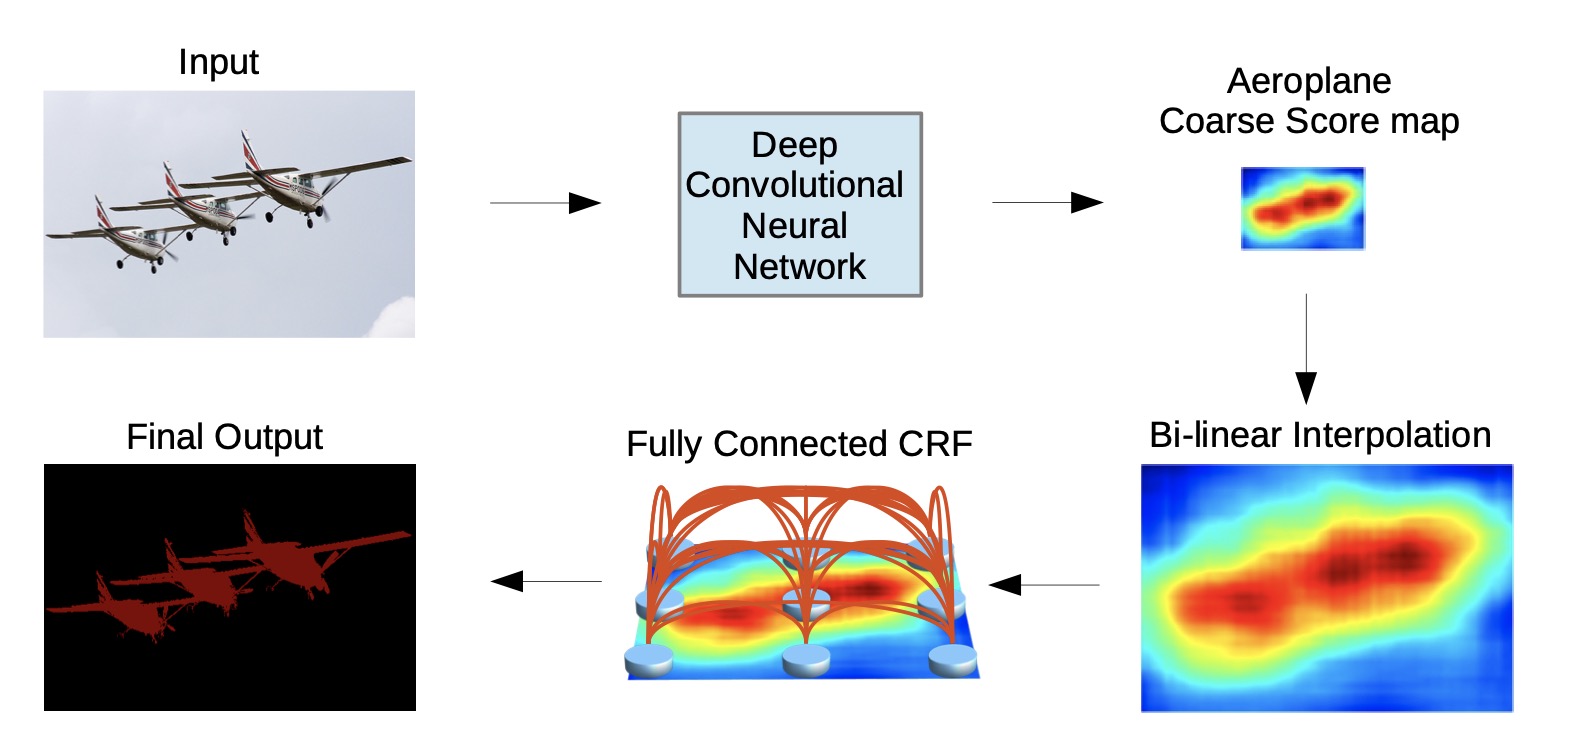 Input
Deep
Convolutional
Neural
Network
Aeroplane
Coarse Score map
Bi-linear Interpolation
Fully Connected CRF
Final Output